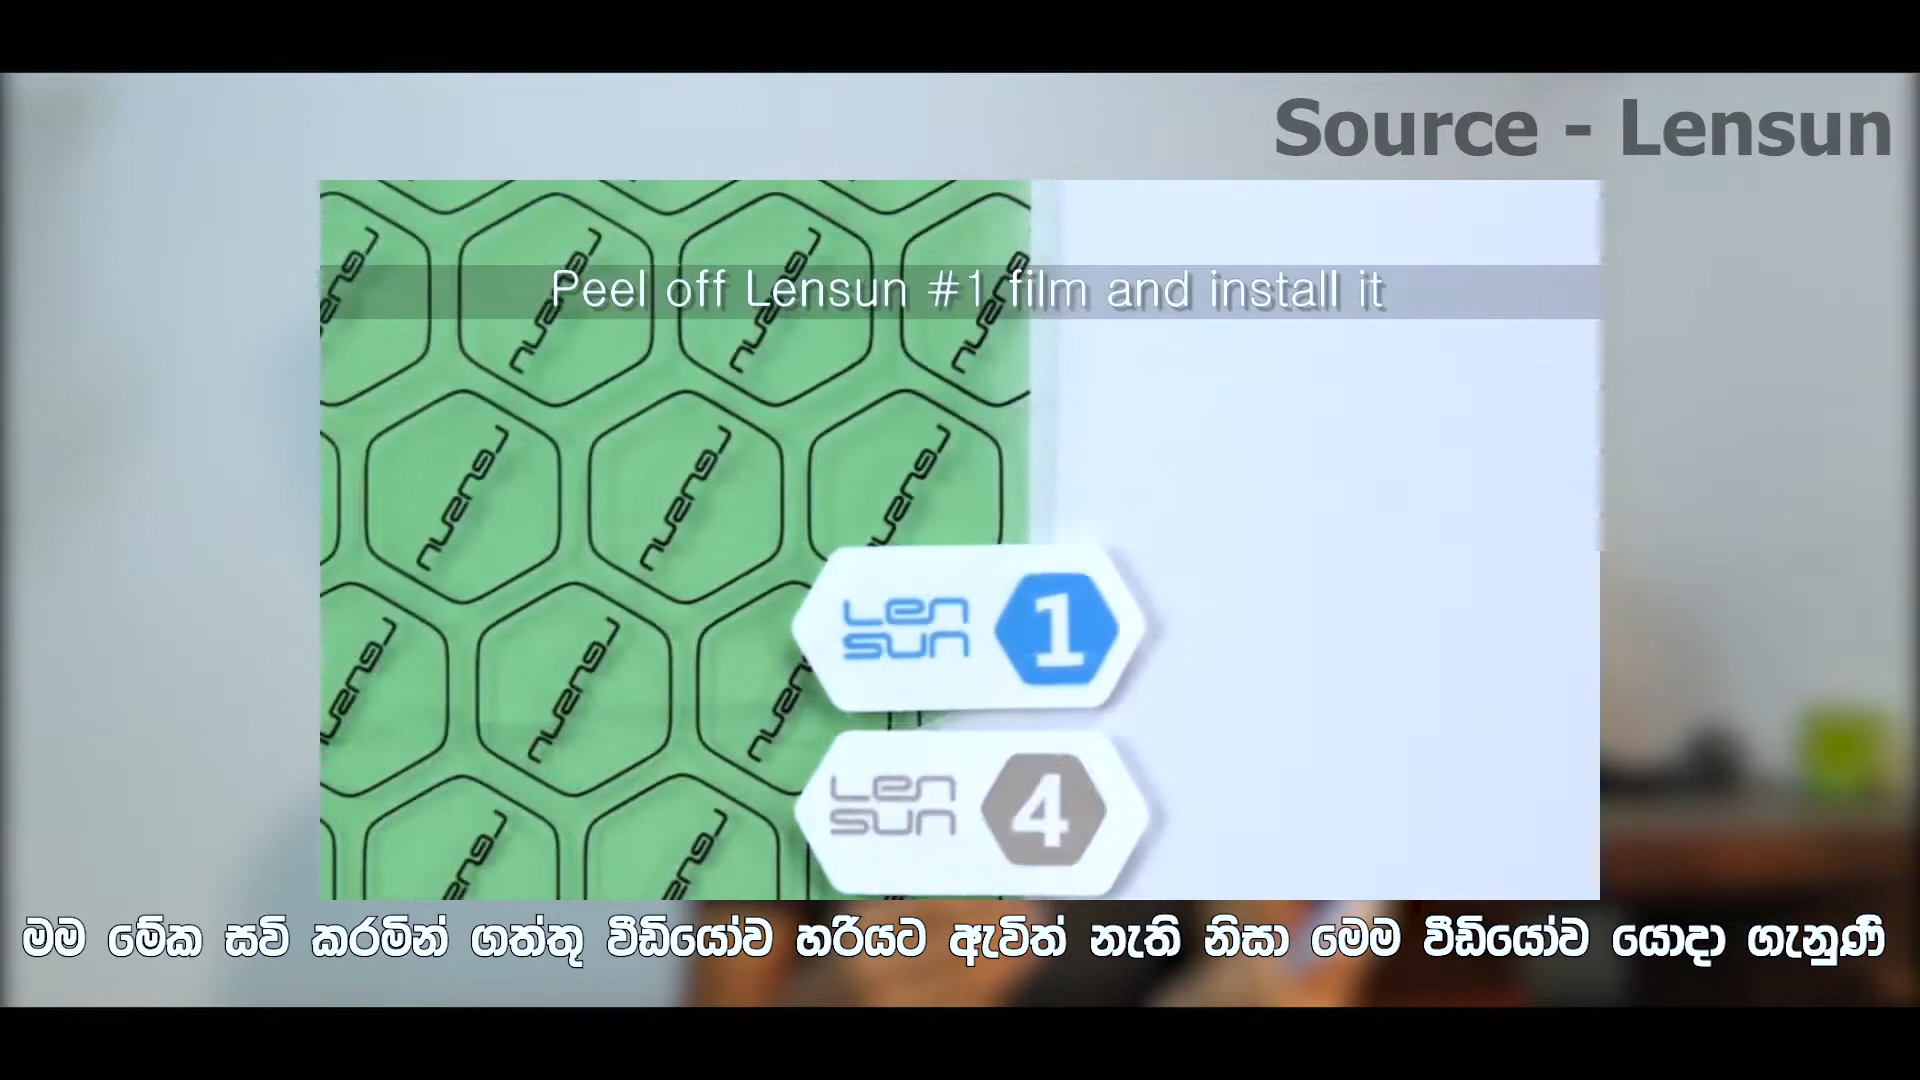 Source - Lensun
Peel off Lensun #1 film and install it
Len
sun
1
Len
sun
4
මම මේක සවි කරමින් ගත්තු වීඩියෝව හරියට ඇවිත් නැති නිසා මෙම වීඩියෝව යොදා ගැනුණි